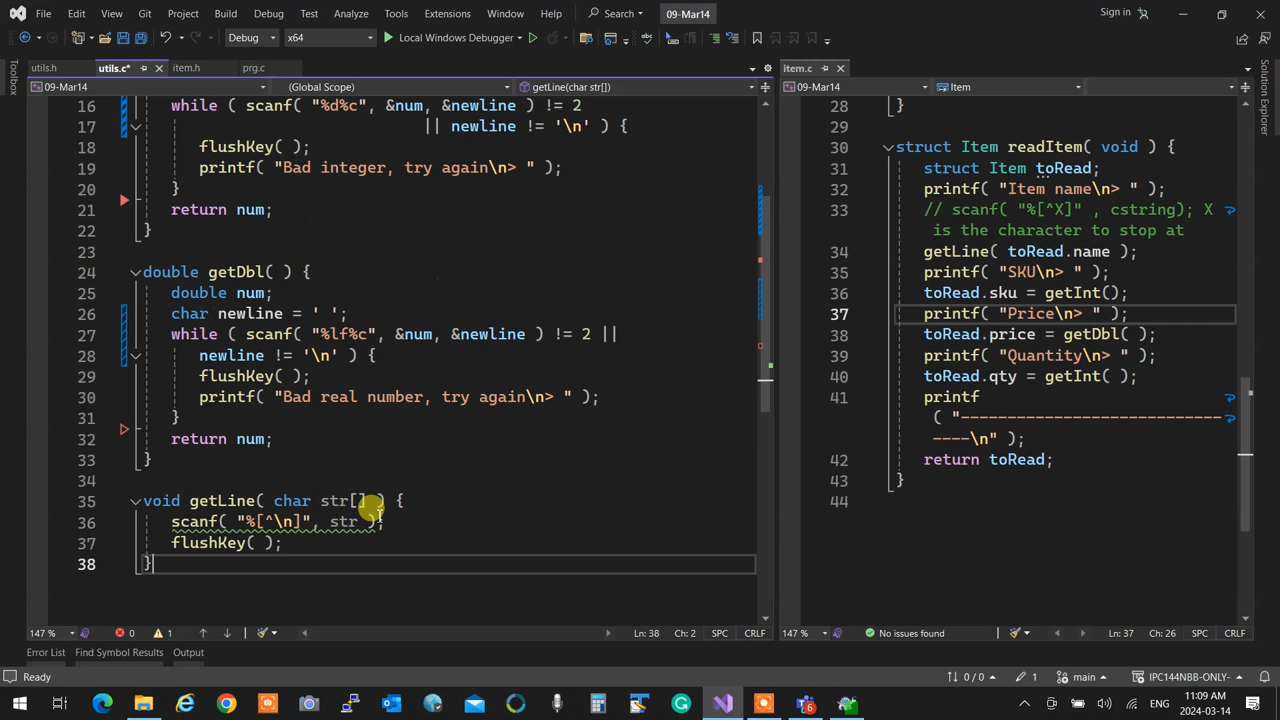 File Edit View Git Project Build Debug Test Analyze Tools Extensions Window Help Search 09-Mar14 Sign in
Debug x64 Local Windows Debugger
Toolbox
utils.h utils.c* item.h prg.c
09-Mar14 (Global Scope) getLine(char str[])
16 while ( scanf( "%d%c", &num, &newline ) != 2
17 || newline != '\n' ) {
18 flushKey( );
19 printf( "Bad integer, try again\n> " );
20 }
21 return num;
22 }
23
24 double getDbl( ) {
25 double num;
26 char newline = ' ';
27 while ( scanf( "%lf%c", &num, &newline ) != 2 ||
28 newline != '\n' ) {
29 flushKey( );
30 printf( "Bad real number, try again\n> " );
31 }
32 return num;
33 }
34
35 void getLine( char str[] ) {
36 scanf( "%[^\n]", str );
37 flushKey( );
38 }
147 % 0 1 Ln: 38 Ch: 2 SPC CRLF
item.c
09-Mar14 Item
28 }
29
30 struct Item readItem( void ) {
31 struct Item toRead;
32 printf( "Item name\n> " );
33 // scanf( "%[^X]" , cstring); X
is the character to stop at
34 getLine( toRead.name );
35 printf( "SKU\n> " );
36 toRead.sku = getInt();
37 printf( "Price\n> " );
38 toRead.price = getDbl( );
39 printf( "Quantity\n> " );
40 toRead.qty = getInt( );
41 printf
( "------------------------------
----\n" );
42 return toRead;
43 }
44
147 % No issues found Ln: 37 Ch: 26 SPC CRLF
Solution Explorer
Error List Find Symbol Results Output
Ready 0 / 0 1 main IPC144NBB-ONLY-
ENG 11:09 AM
2024-03-14